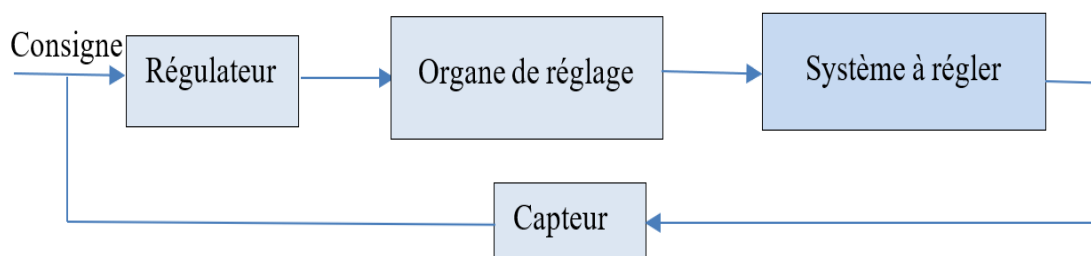 Consigne
Régulateur
Organe de réglage
Système à régler
Capteur